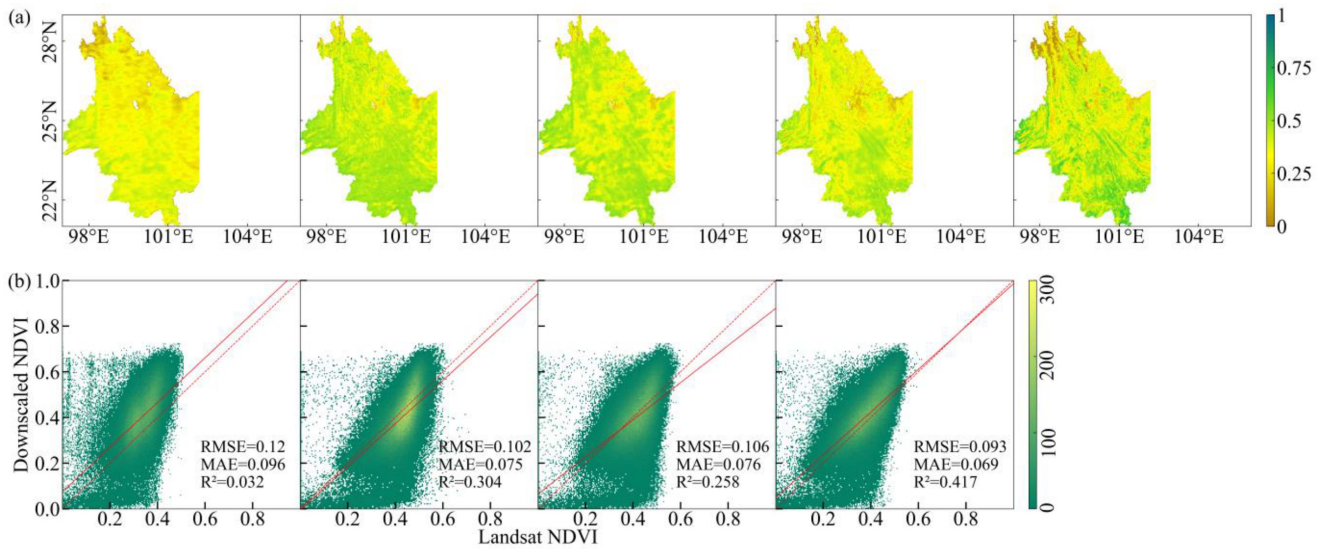 (a)
28°N
25°N
22°N
98°E 101°E 104°E
98°E 101°E 104°E
98°E 101°E 104°E
98°E 101°E 104°E
98°E 101°E 104°E
1
0.75
0.5
0.25
0
(b)
Downscaled NDVI
1.0
0.8
0.6
0.4
0.2
0.0
RMSE=0.12
MAE=0.096
R²=0.032
RMSE=0.102
MAE=0.075
R²=0.304
RMSE=0.106
MAE=0.076
R²=0.258
RMSE=0.093
MAE=0.069
R²=0.417
0.2 0.4 0.6 0.8
0.2 0.4 0.6 0.8
0.2 0.4 0.6 0.8
0.2 0.4 0.6 0.8
Landsat NDVI
300
200
100
0